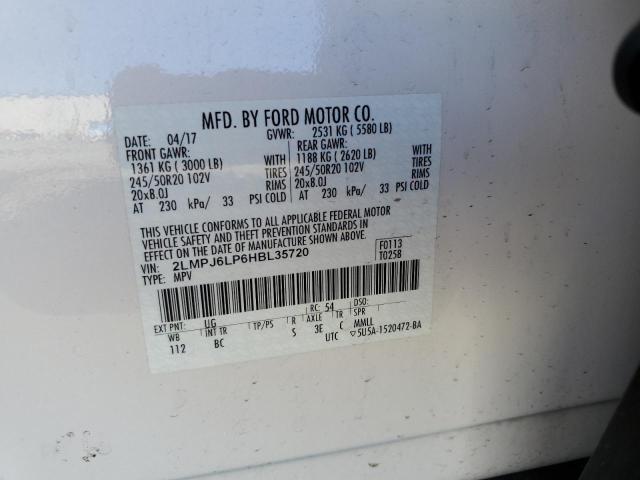 MFD. BY FORD MOTOR CO.
DATE: 04/17 GVWR: 2531 KG ( 5580 LB)
FRONT GAWR: REAR GAWR:
1361 KG ( 3000 LB) WITH 1188 KG ( 2620 LB) WITH
245/50R20 102V TIRES 245/50R20 102V TIRES
20x8.0J RIMS 20x8.0J RIMS
AT 230 kPa/ 33 PSI COLD AT 230 kPa/ 33 PSI COLD
THIS VEHICLE CONFORMS TO ALL APPLICABLE FEDERAL MOTOR
VEHICLE SAFETY AND THEFT PREVENTION STANDARDS IN
EFFECT ON THE DATE OF MANUFACTURE SHOWN ABOVE.
VIN: 2LMPJ6LP6HBL35720 F0113
TYPE: MPV T0258
EXT PNT: UG RC: 54 DSO:
WB INT TR TP/PS R AXLE TR SPR
112 BC S 3E C MMLL
UTC ▽5U5A-1520472-BA